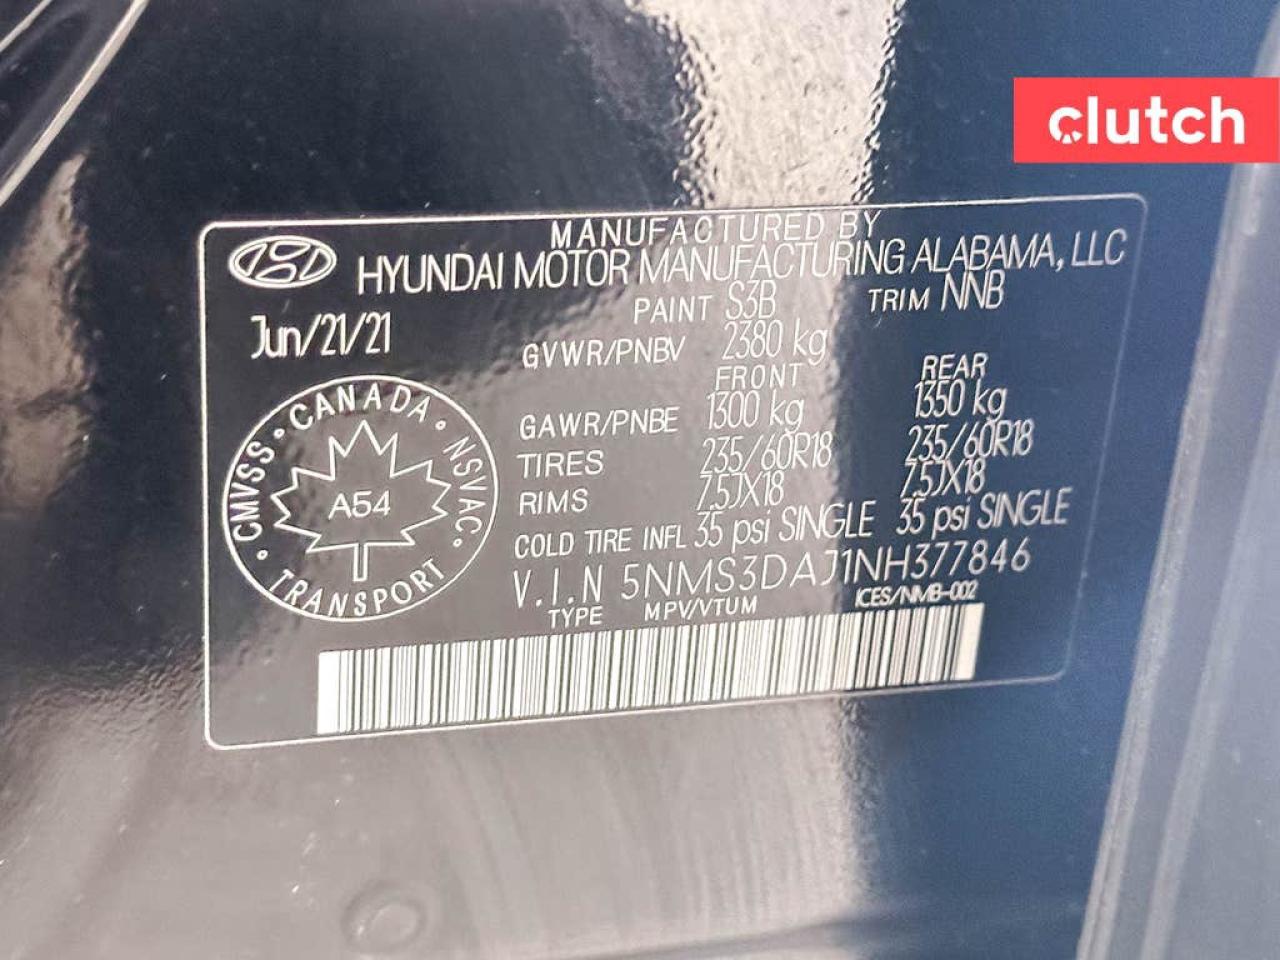 clutch
MANUFACTURED BY
HYUNDAI MOTOR MANUFACTURING ALABAMA, LLC
Jun/21/21
PAINT S3B TRIM NNB
GVWR/PNBV 2380 kg
FRONT REAR
GAWR/PNBE 1300 kg 1350 kg
TIRES 235/60R18 235/60R18
RIMS 7.5JX18 7.5JX18
COLD TIRE INFL 35 psi SINGLE 35 psi SINGLE
V.I.N 5NMS3DAJ1NH377846
TYPE MPV/VTUM ICES/NMB-002
CMVSS • CANADA • NSVAC •
A54
TRANSPORT